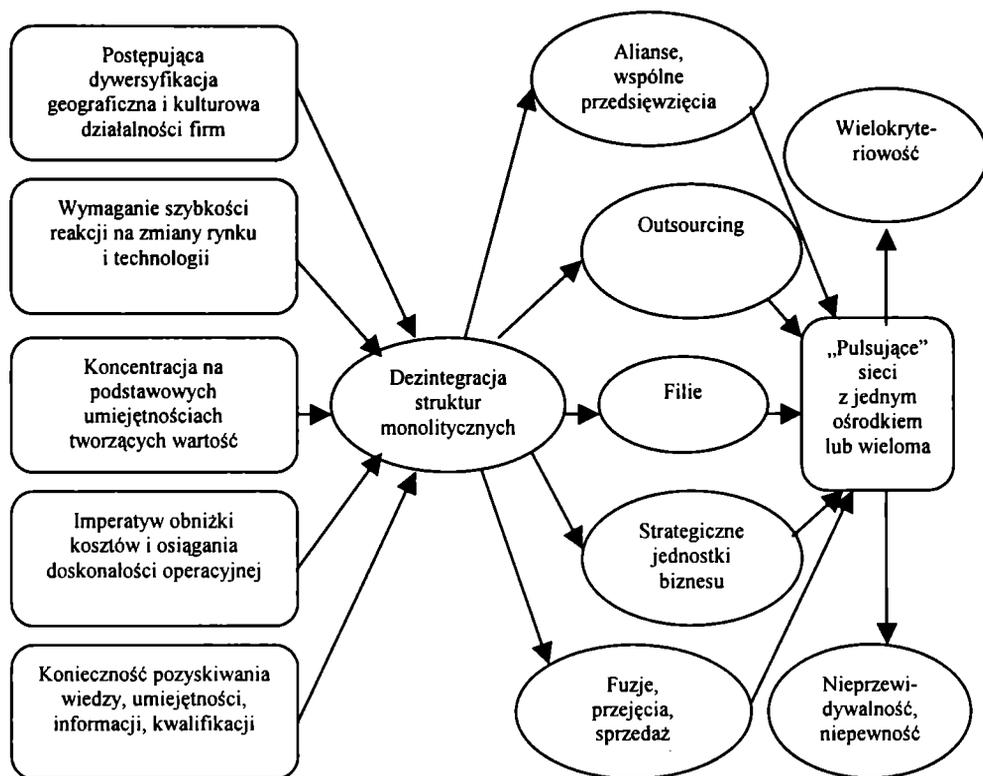 Postępująca
dywersyfikacja
geograficzna i kulturowa
działalności firm
Wymaganie szybkości
reakcji na zmiany rynku
i technologii
Koncentracja na
podstawowych
umiejętnościach
tworzących wartość
Imperatyw obniżki
kosztów i osiągania
doskonałości operacyjnej
Konieczność pozyskiwania
wiedzy, umiejętności,
informacji, kwalifikacji
Dezintegracja
struktur
monolitycznych
Alianse,
wspólne
przedsięwzięcia
Outsourcing
Filie
Strategiczne
jednostki
biznesu
Fuzje,
przejęcia,
sprzedaż
Wielokryte-
riowość
„Pulsujące”
sieci
z jednym
ośrodkiem
lub wieloma
Nieprzewi-
dywalność,
niepewność